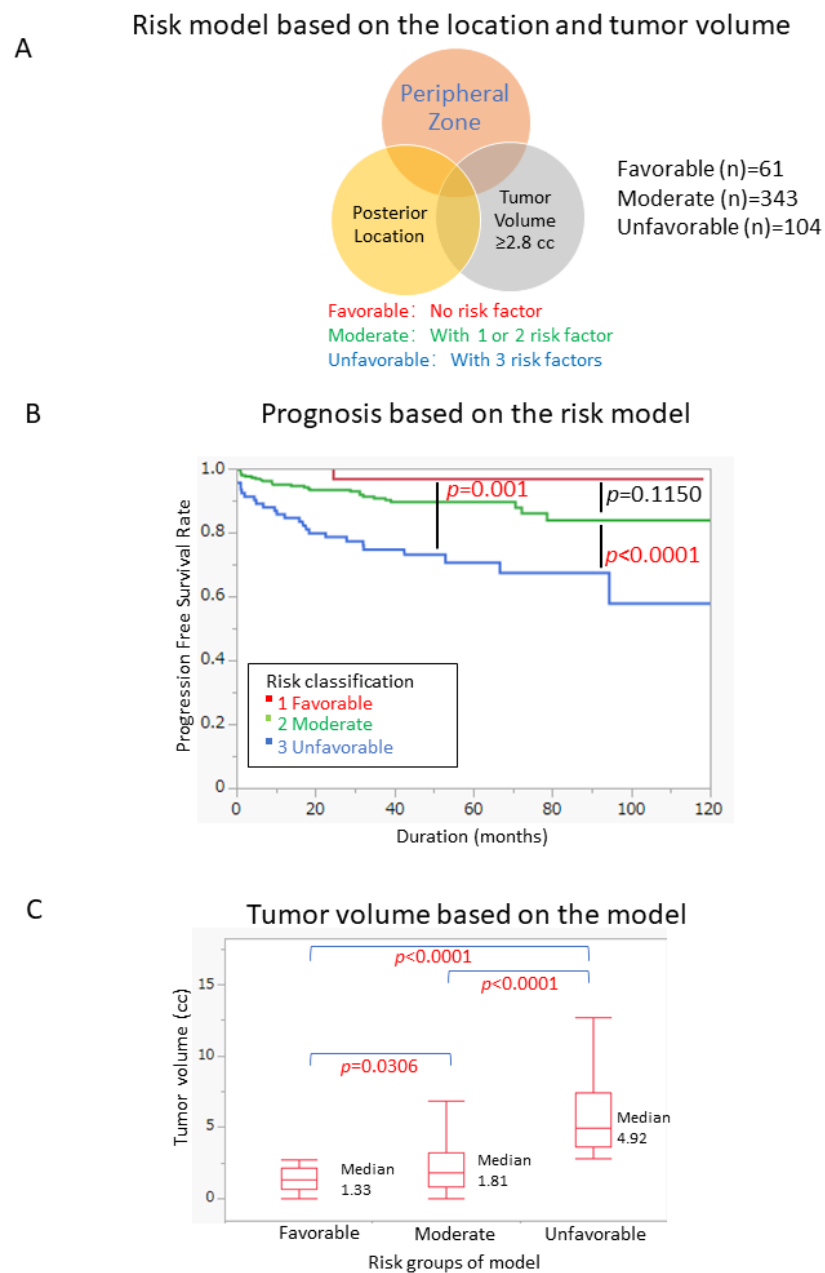 A
Risk model based on the location and tumor volume
Peripheral
Zone
Posterior
Location
Tumor
Volume
≥2.8 cc
Favorable (n)=61
Moderate (n)=343
Unfavorable (n)=104
Favorable： No risk factor
Moderate： With 1 or 2 risk factor
Unfavorable： With 3 risk factors
B
Prognosis based on the risk model
Progression Free Survival Rate
1.0
0.8
0.6
0.4
0.2
0
p=0.001
p=0.1150
p<0.0001
Risk classification
1 Favorable
2 Moderate
3 Unfavorable
0 20 40 60 80 100 120
Duration (months)
C
Tumor volume based on the model
Tumor volume (cc)
15
10
5
0
p<0.0001
p<0.0001
p=0.0306
Median
1.33
Median
1.81
Median
4.92
Favorable Moderate Unfavorable
Risk groups of model